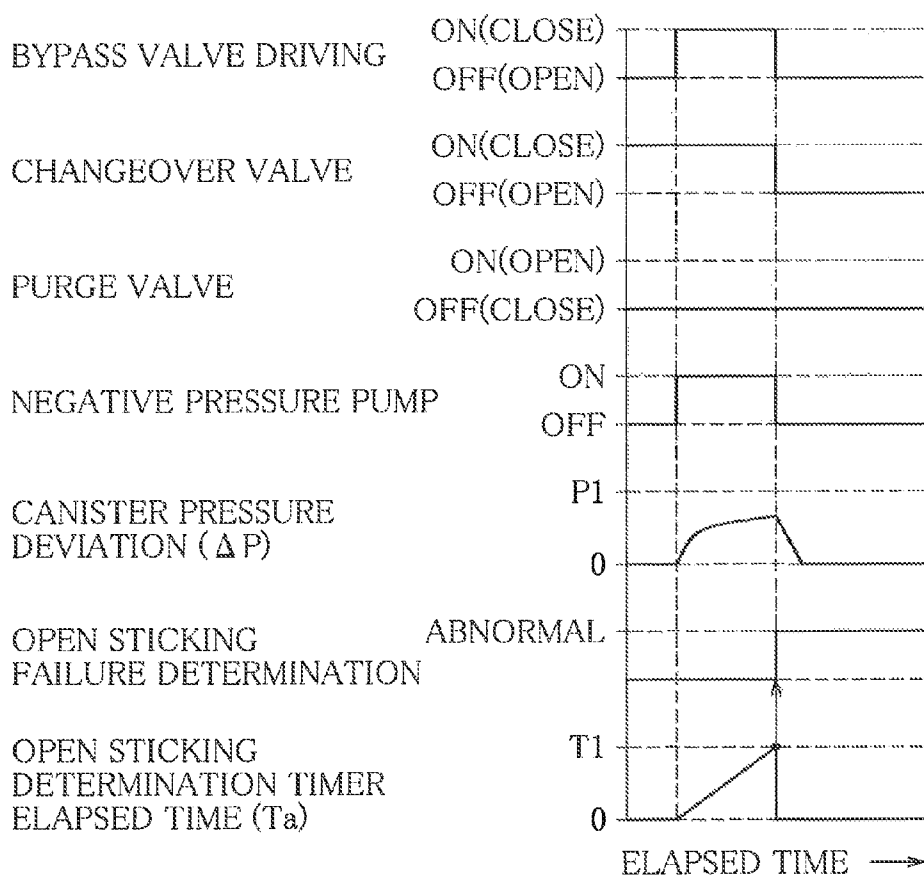 BYPASS VALVE DRIVING
ON(CLOSE)
OFF(OPEN)
CHANGEOVER VALVE
ON(CLOSE)
OFF(OPEN)
PURGE VALVE
ON(OPEN)
OFF(CLOSE)
NEGATIVE PRESSURE PUMP
ON
OFF
CANISTER PRESSURE
DEVIATION (ΔP)
P1
0
OPEN STICKING
FAILURE DETERMINATION
ABNORMAL
OPEN STICKING
DETERMINATION TIMER
ELAPSED TIME (Ta)
T1
0
ELAPSED TIME